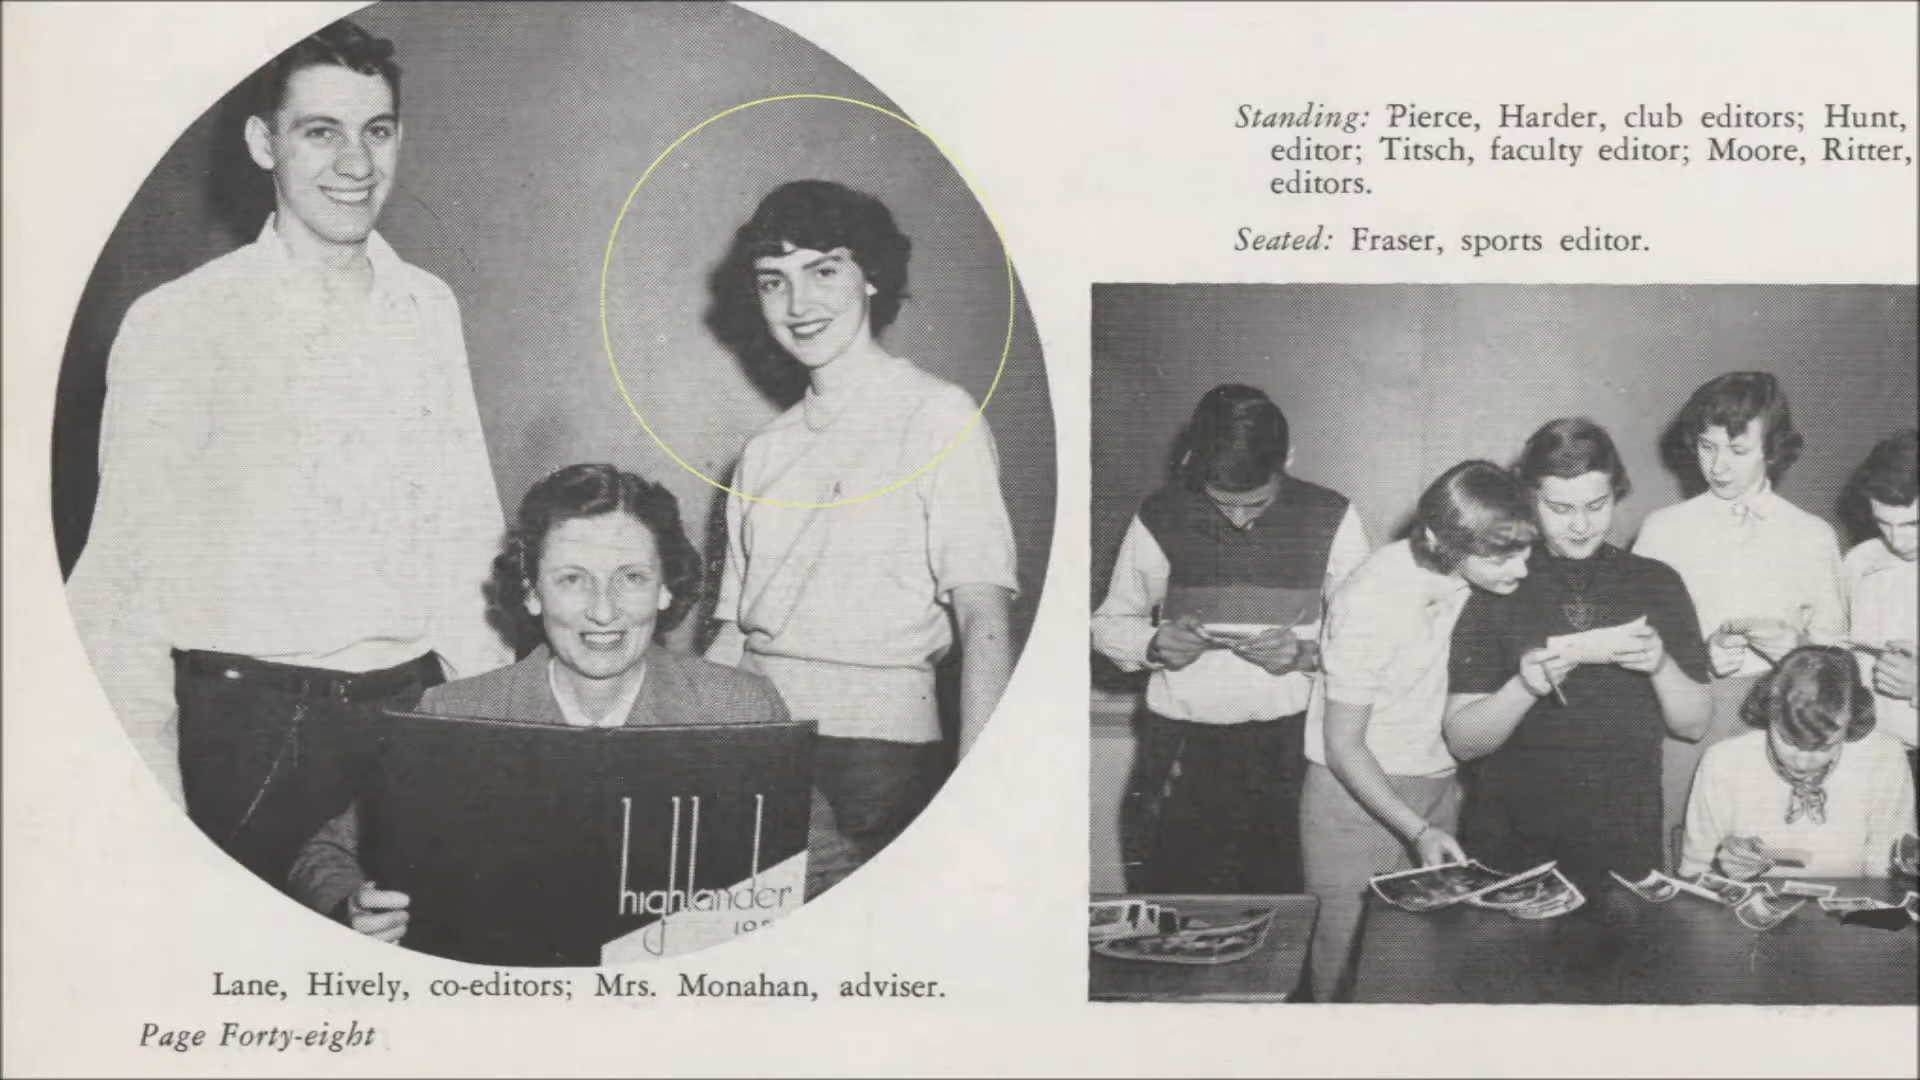 Standing: Pierce, Harder, club editors; Hunt,
editor; Titsch, faculty editor; Moore, Ritter,
editors.
Seated: Fraser, sports editor.
highlander
Lane, Hively, co-editors; Mrs. Monahan, adviser.
Page Forty-eight